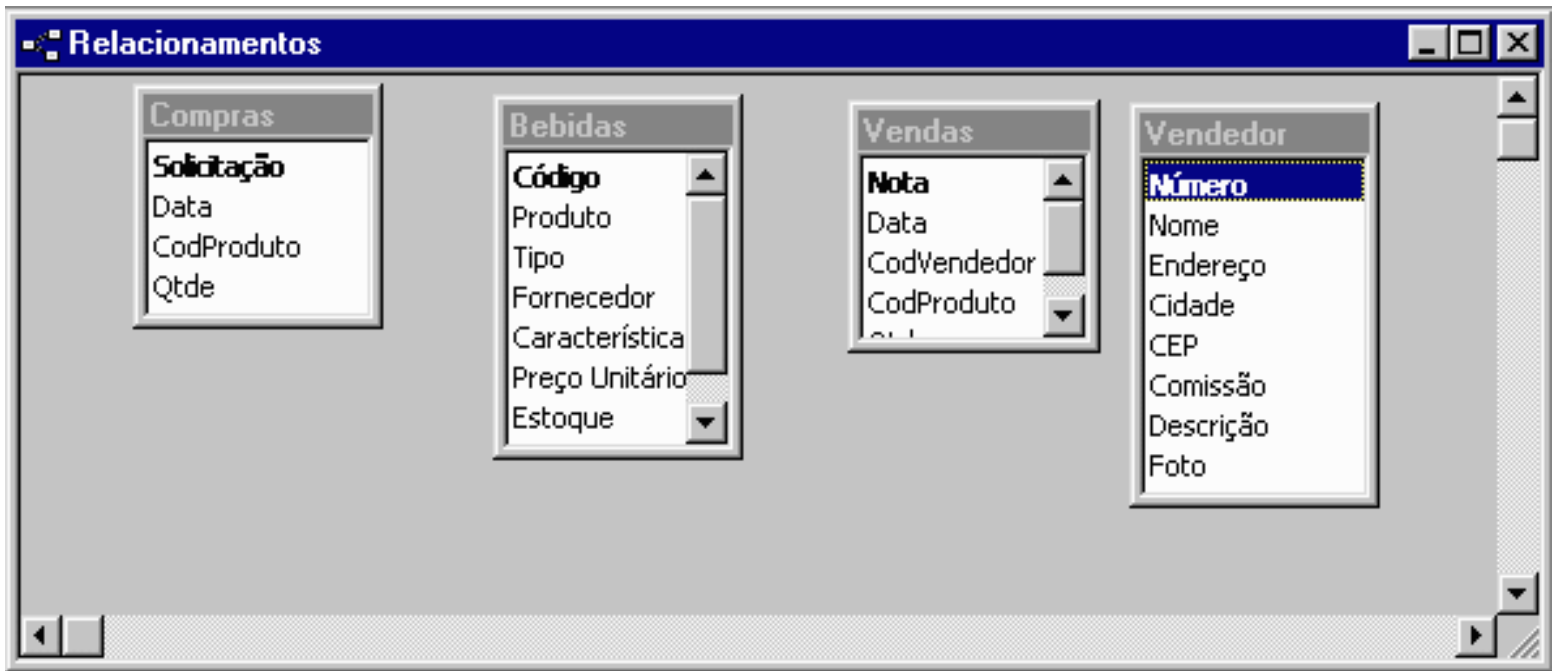 Relacionamentos
Compras
Solicitação
Data
CodProduto
Qtde
Bebidas
Código
Produto
Tipo
Fornecedor
Característica
Preço Unitário
Estoque
Vendas
Nota
Data
CodVendedor
CodProduto
Vendedor
Número
Nome
Endereço
Cidade
CEP
Comissão
Descrição
Foto